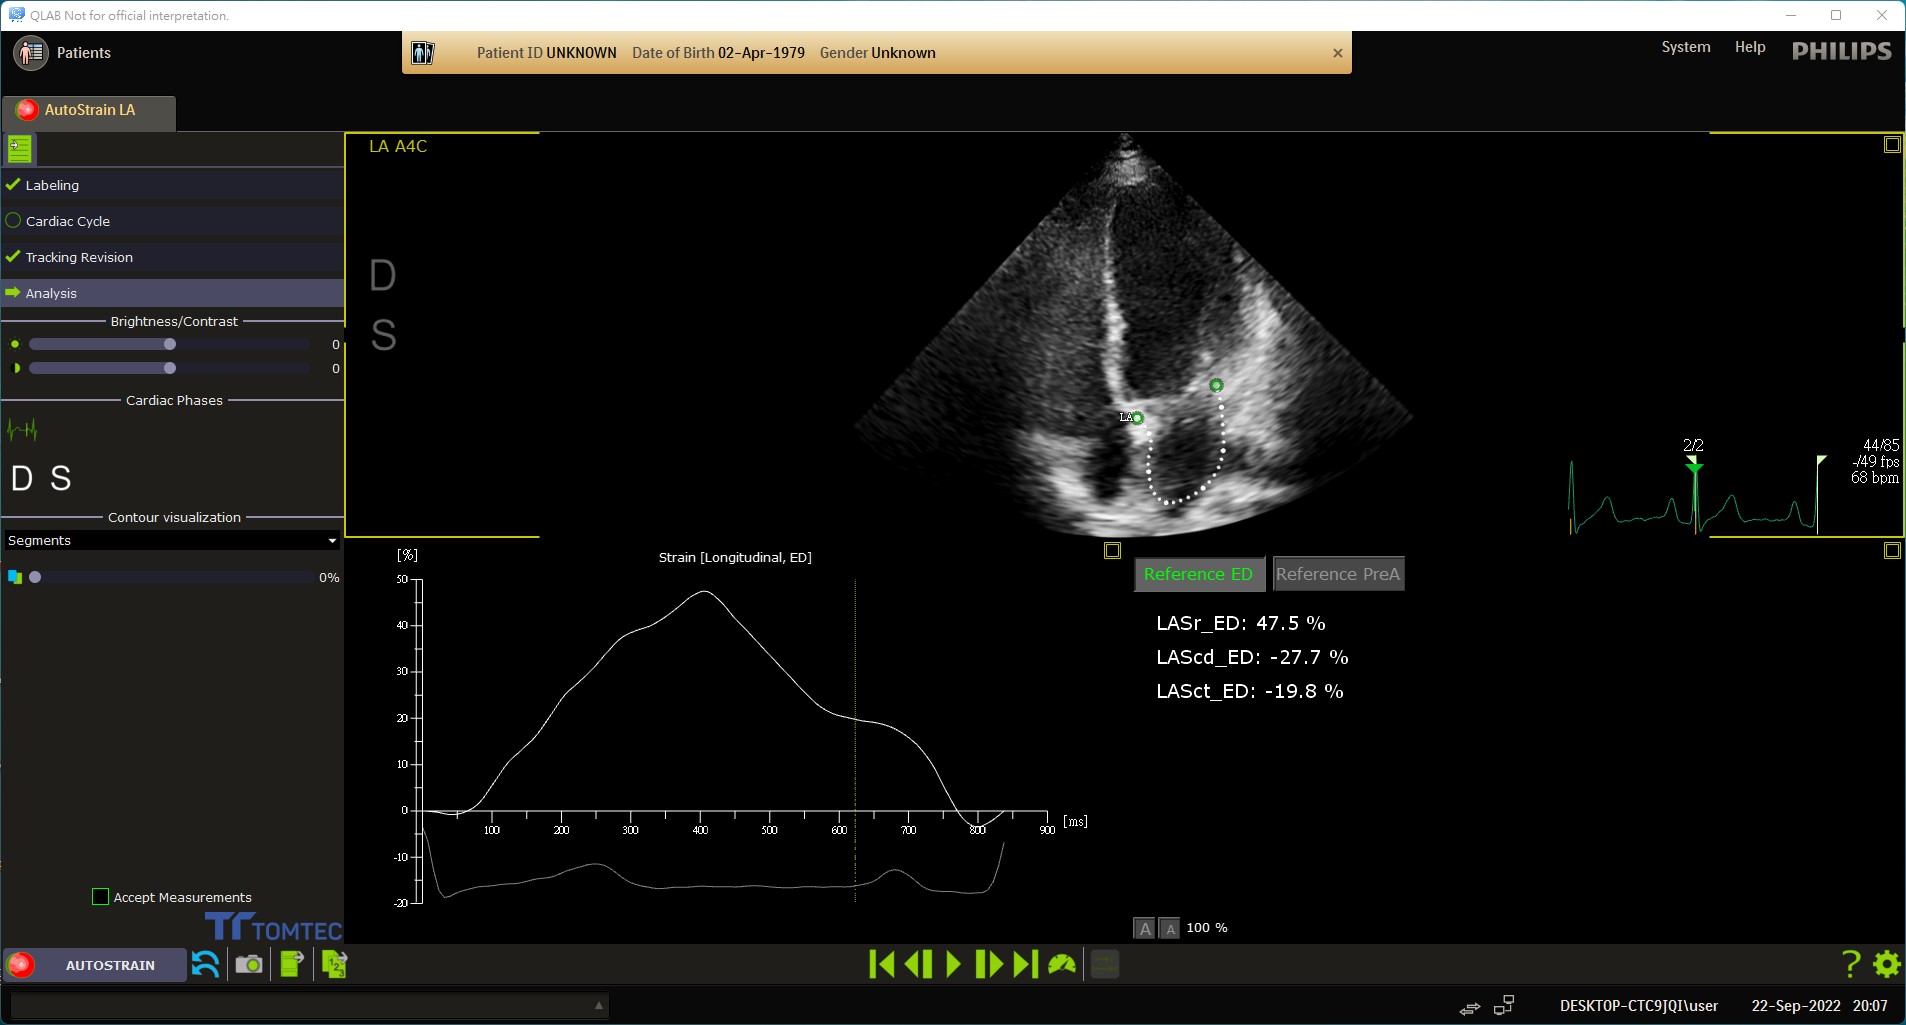 QLAB Not for official interpretation.
Patients
Patient ID UNKNOWN Date of Birth 02-Apr-1979 Gender Unknown
System Help PHILIPS
AutoStrain LA
Labeling
Cardiac Cycle
Tracking Revision
Analysis
Brightness/Contrast
0
0
Cardiac Phases
D S
Contour visualization
Segments
0%
Accept Measurements
TOMTEC
LA A4C
D
S
LA
2/2
44/85
-/49 fps
68 bpm
[%]
Strain [Longitudinal, ED]
50
40
30
20
10
0
-10
-20
100 200 300 400 500 600 700 800 900 [ms]
Reference ED Reference PreA
LASr_ED: 47.5 %
LAScd_ED: -27.7 %
LASct_ED: -19.8 %
A A 100 %
AUTOSTRAIN
1 2 3
?
DESKTOP-CTC9JQI\user 22-Sep-2022 20:07